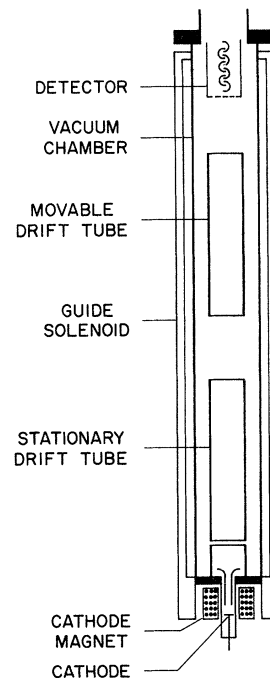 DETECTOR
VACUUM
CHAMBER
MOVABLE
DRIFT TUBE
GUIDE
SOLENOID
STATIONARY
DRIFT TUBE
CATHODE
MAGNET
CATHODE